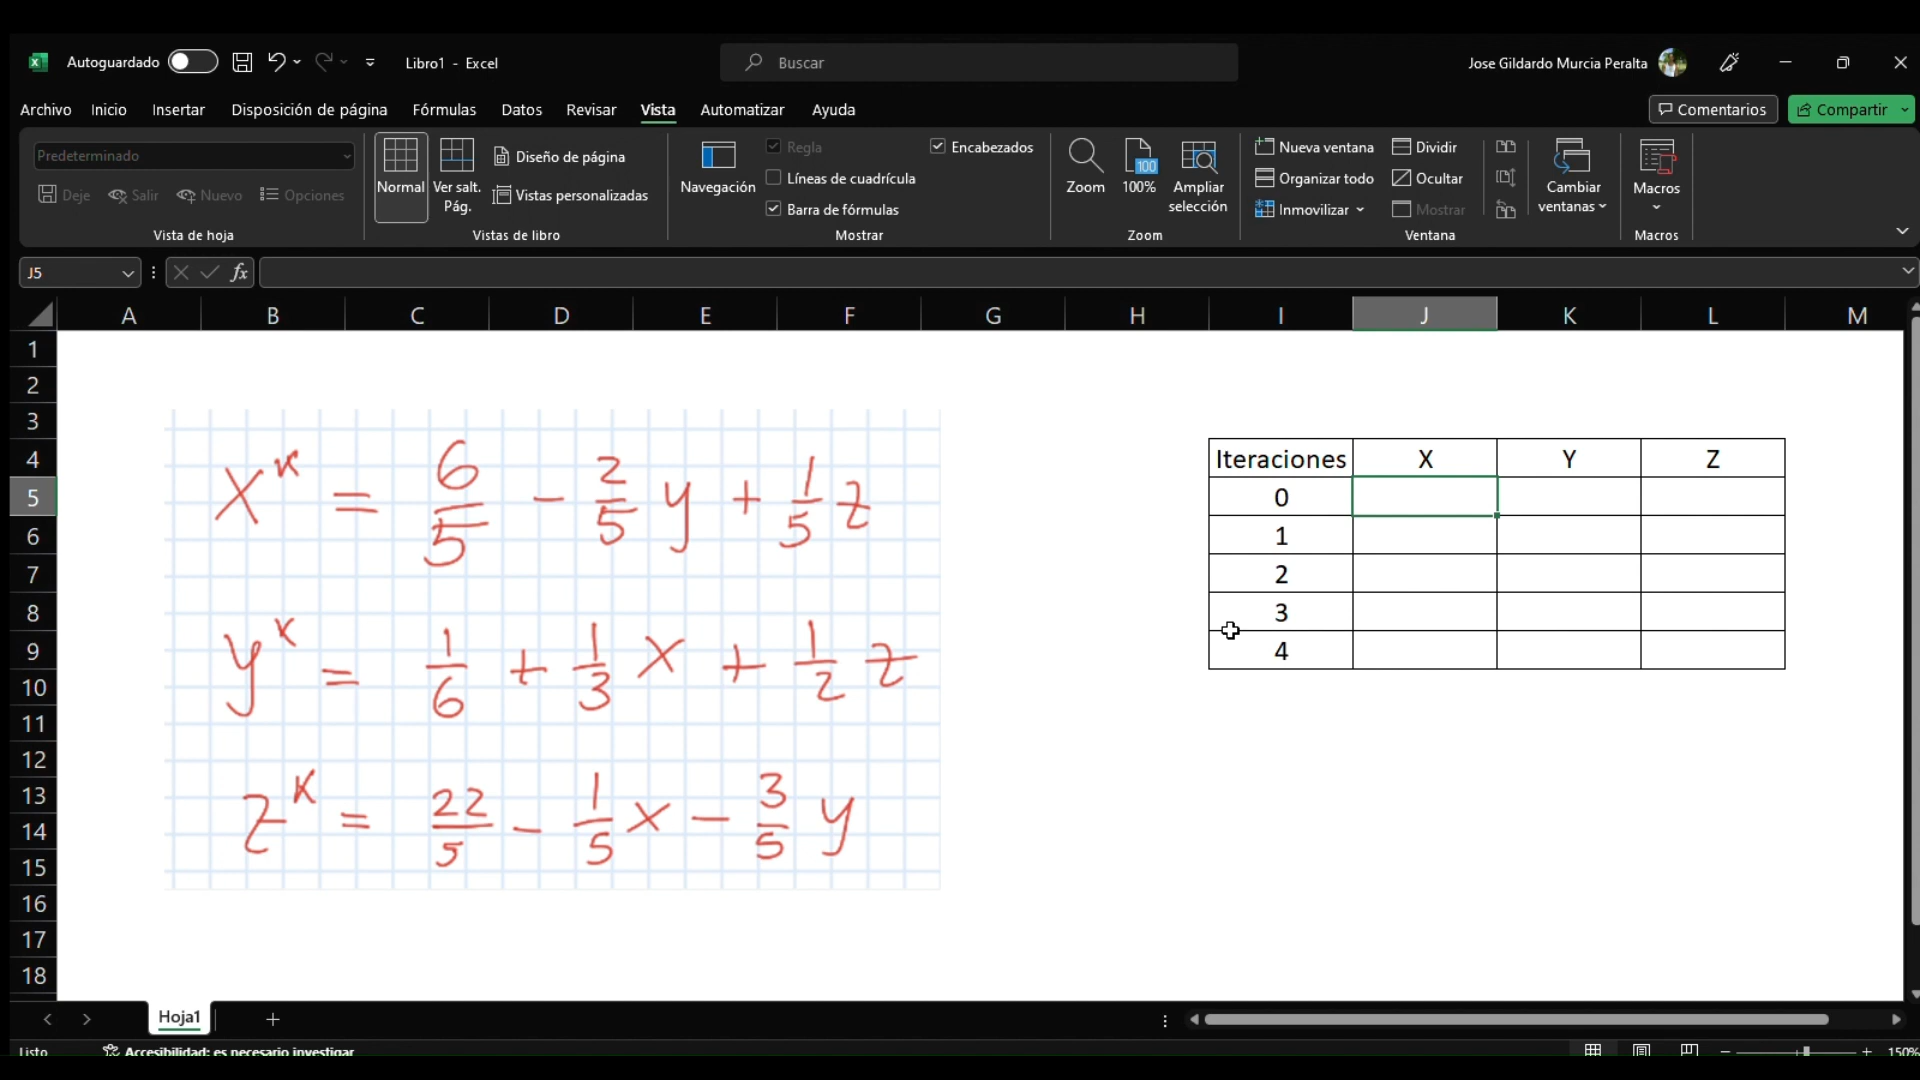 Autoguardado Libro1 - Excel Buscar Jose Gildardo Murcia Peralta
Archivo Inicio Insertar Disposición de página Fórmulas Datos Revisar Vista Automatizar Ayuda Comentarios Compartir
Predeterminado
Deje Salir Nuevo Opciones
Vista de hoja
Normal
Ver salt. Pág.
Diseño de página
Vistas personalizadas
Vistas de libro
Navegación
Regla
Encabezados
Líneas de cuadrícula
Barra de fórmulas
Mostrar
Zoom
100
100%
Ampliar selección
Zoom
Nueva ventana
Organizar todo
Inmovilizar
Dividir
Ocultar
Mostrar
Cambiar ventanas
Ventana
Macros
Macros
J5 fx
A B C D E F G H I J K L M
1
2
3
4
5
6
7
8
9
10
11
12
13
14
15
16
17
18
x^K = 6/5 - 2/5 y + 1/5 z
y^K = 1/6 + 1/3 x + 1/2 z
z^K = 22/5 - 1/5 x - 3/5 y
Iteraciones X Y Z
0
1
2
3
4
Hoja1
Listo Accesibilidad: es necesario investigar 150%